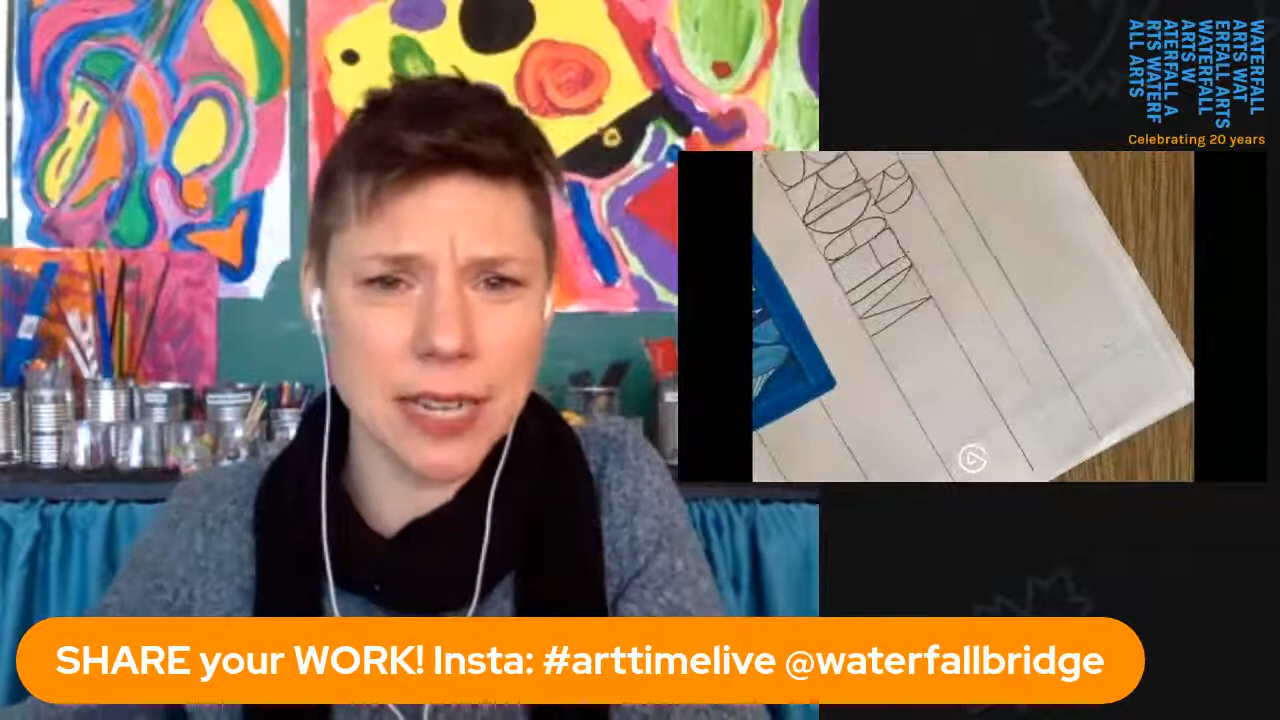 WATERFALL
ARTS WAT
ERFALL ARTS
WATERFALL
ARTS W
ATERFALL A
RTS WATERF
ALL ARTS
Celebrating 20 years
RD
SHARE your WORK! Insta: #arttimelive @waterfallbridge